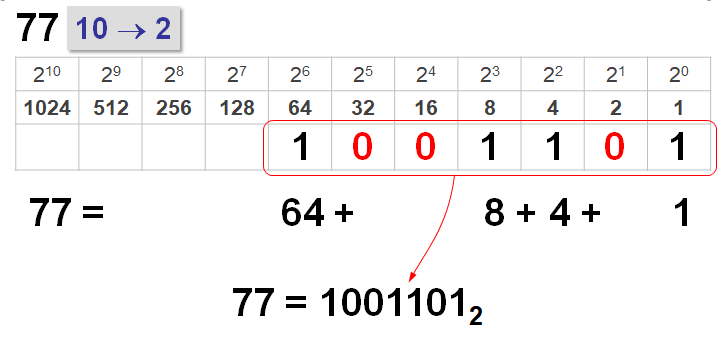 77 10 → 2
2¹⁰ 2⁹ 2⁸ 2⁷ 2⁶ 2⁵ 2⁴ 2³ 2² 2¹ 2⁰
1024 512 256 128 64 32 16 8 4 2 1
1 0 0 1 1 0 1
77 = 64 + 8 + 4 + 1
77 = 1001101₂